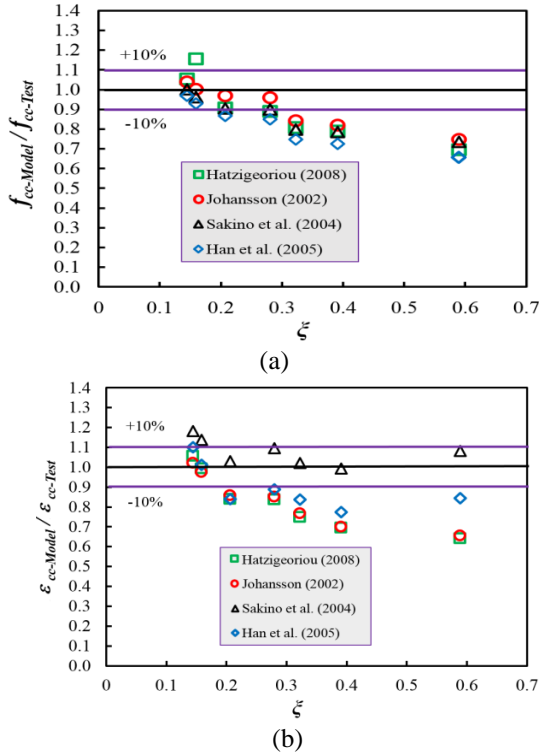 1.4
1.3
1.2
1.1
1.0
0.9
0.8
0.7
0.6
0.5
0.4
0.3
0.2
0.1
0.0
f cc-Model / f cc-Test
+10%
-10%
Hatzigeoriou (2008)
Johansson (2002)
Sakino et al. (2004)
Han et al. (2005)
0 0.1 0.2 0.3 0.4 0.5 0.6 0.7
ξ
(a)
1.4
1.3
1.2
1.1
1.0
0.9
0.8
0.7
0.6
0.5
0.4
0.3
0.2
0.1
0.0
ε cc-Model / ε cc-Test
+10%
-10%
Hatzigeoriou (2008)
Johansson (2002)
Sakino et al. (2004)
Han et al. (2005)
0 0.1 0.2 0.3 0.4 0.5 0.6 0.7
ξ
(b)